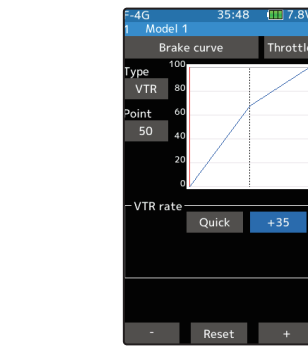 F-4G 35:48 7.8V
1 Model 1
Brake curve Throttle
Type
VTR
Point
50
100
80
60
40
20
0
VTR rate
Quick +35
- Reset +